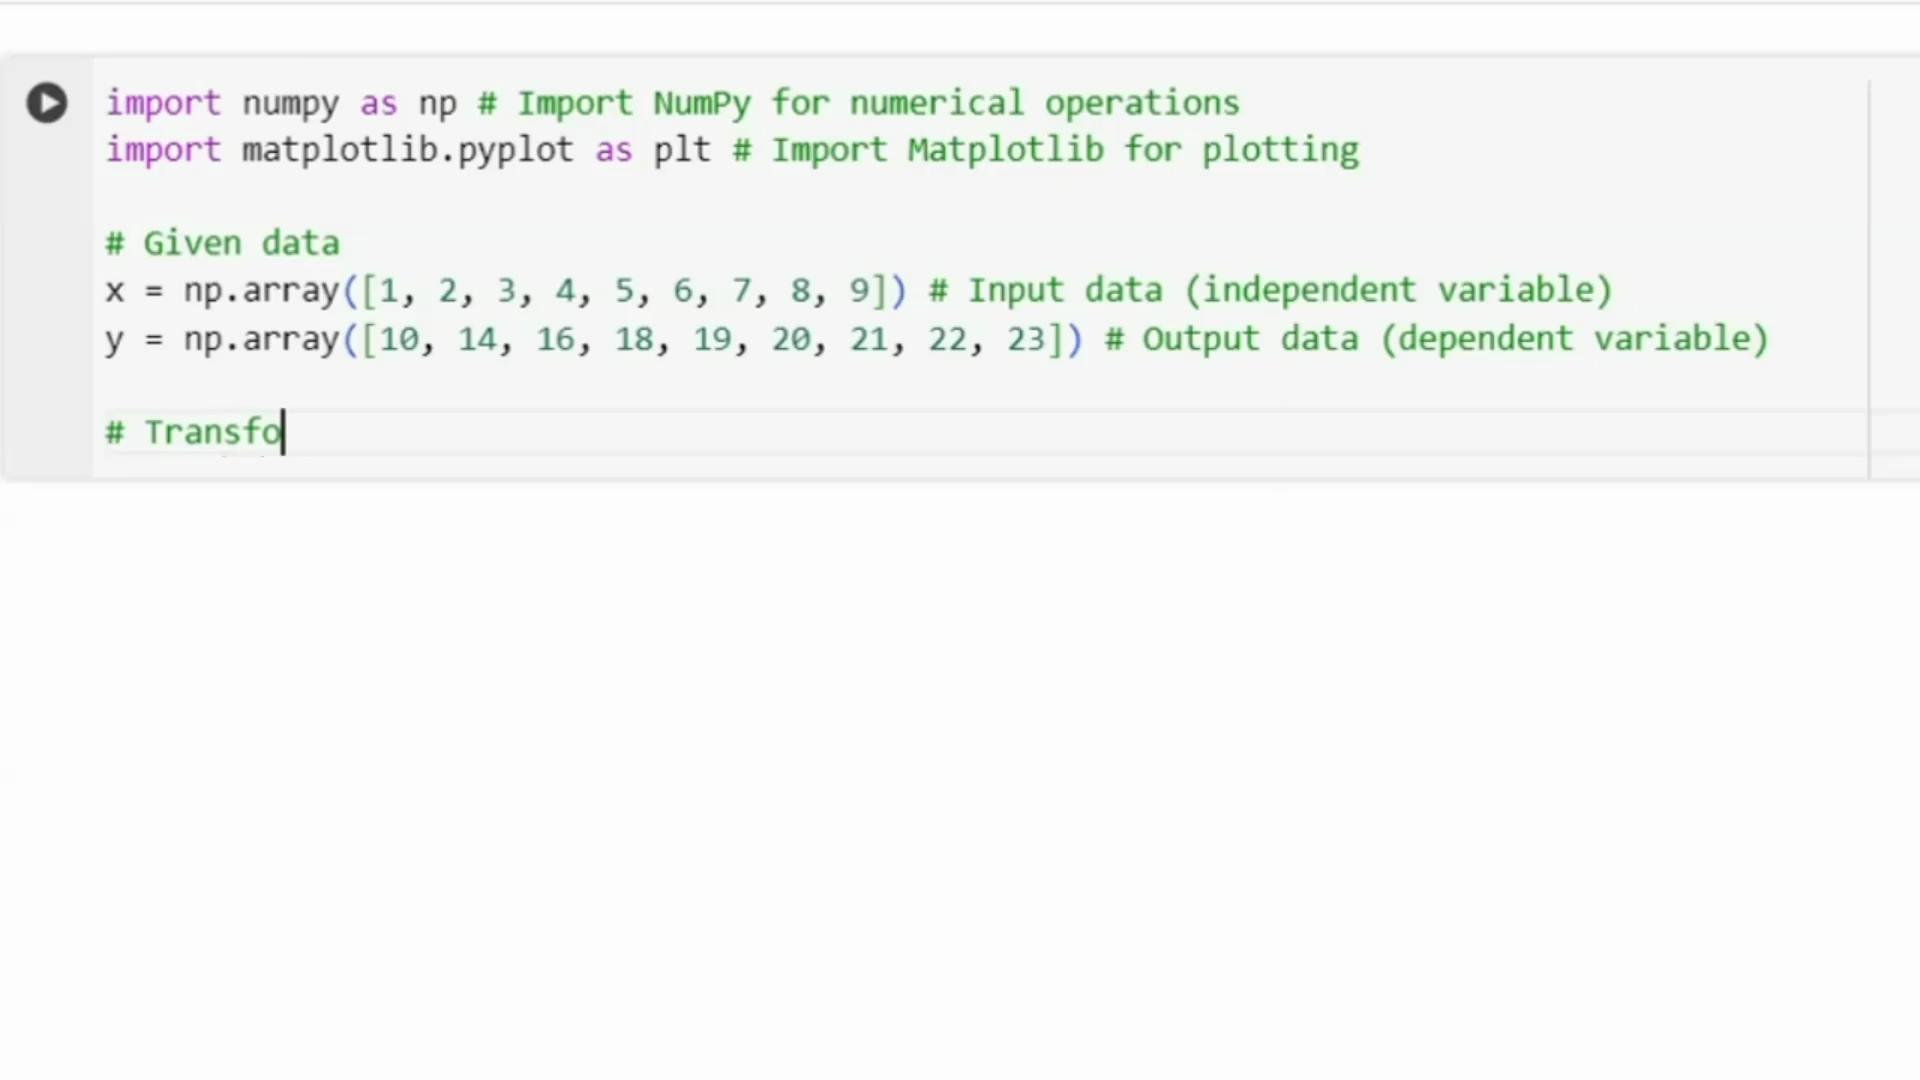 import numpy as np # Import NumPy for numerical operations
import matplotlib.pyplot as plt # Import Matplotlib for plotting
# Given data
x = np.array([1, 2, 3, 4, 5, 6, 7, 8, 9]) # Input data (independent variable)
y = np.array([10, 14, 16, 18, 19, 20, 21, 22, 23]) # Output data (dependent variable)
# Transfo